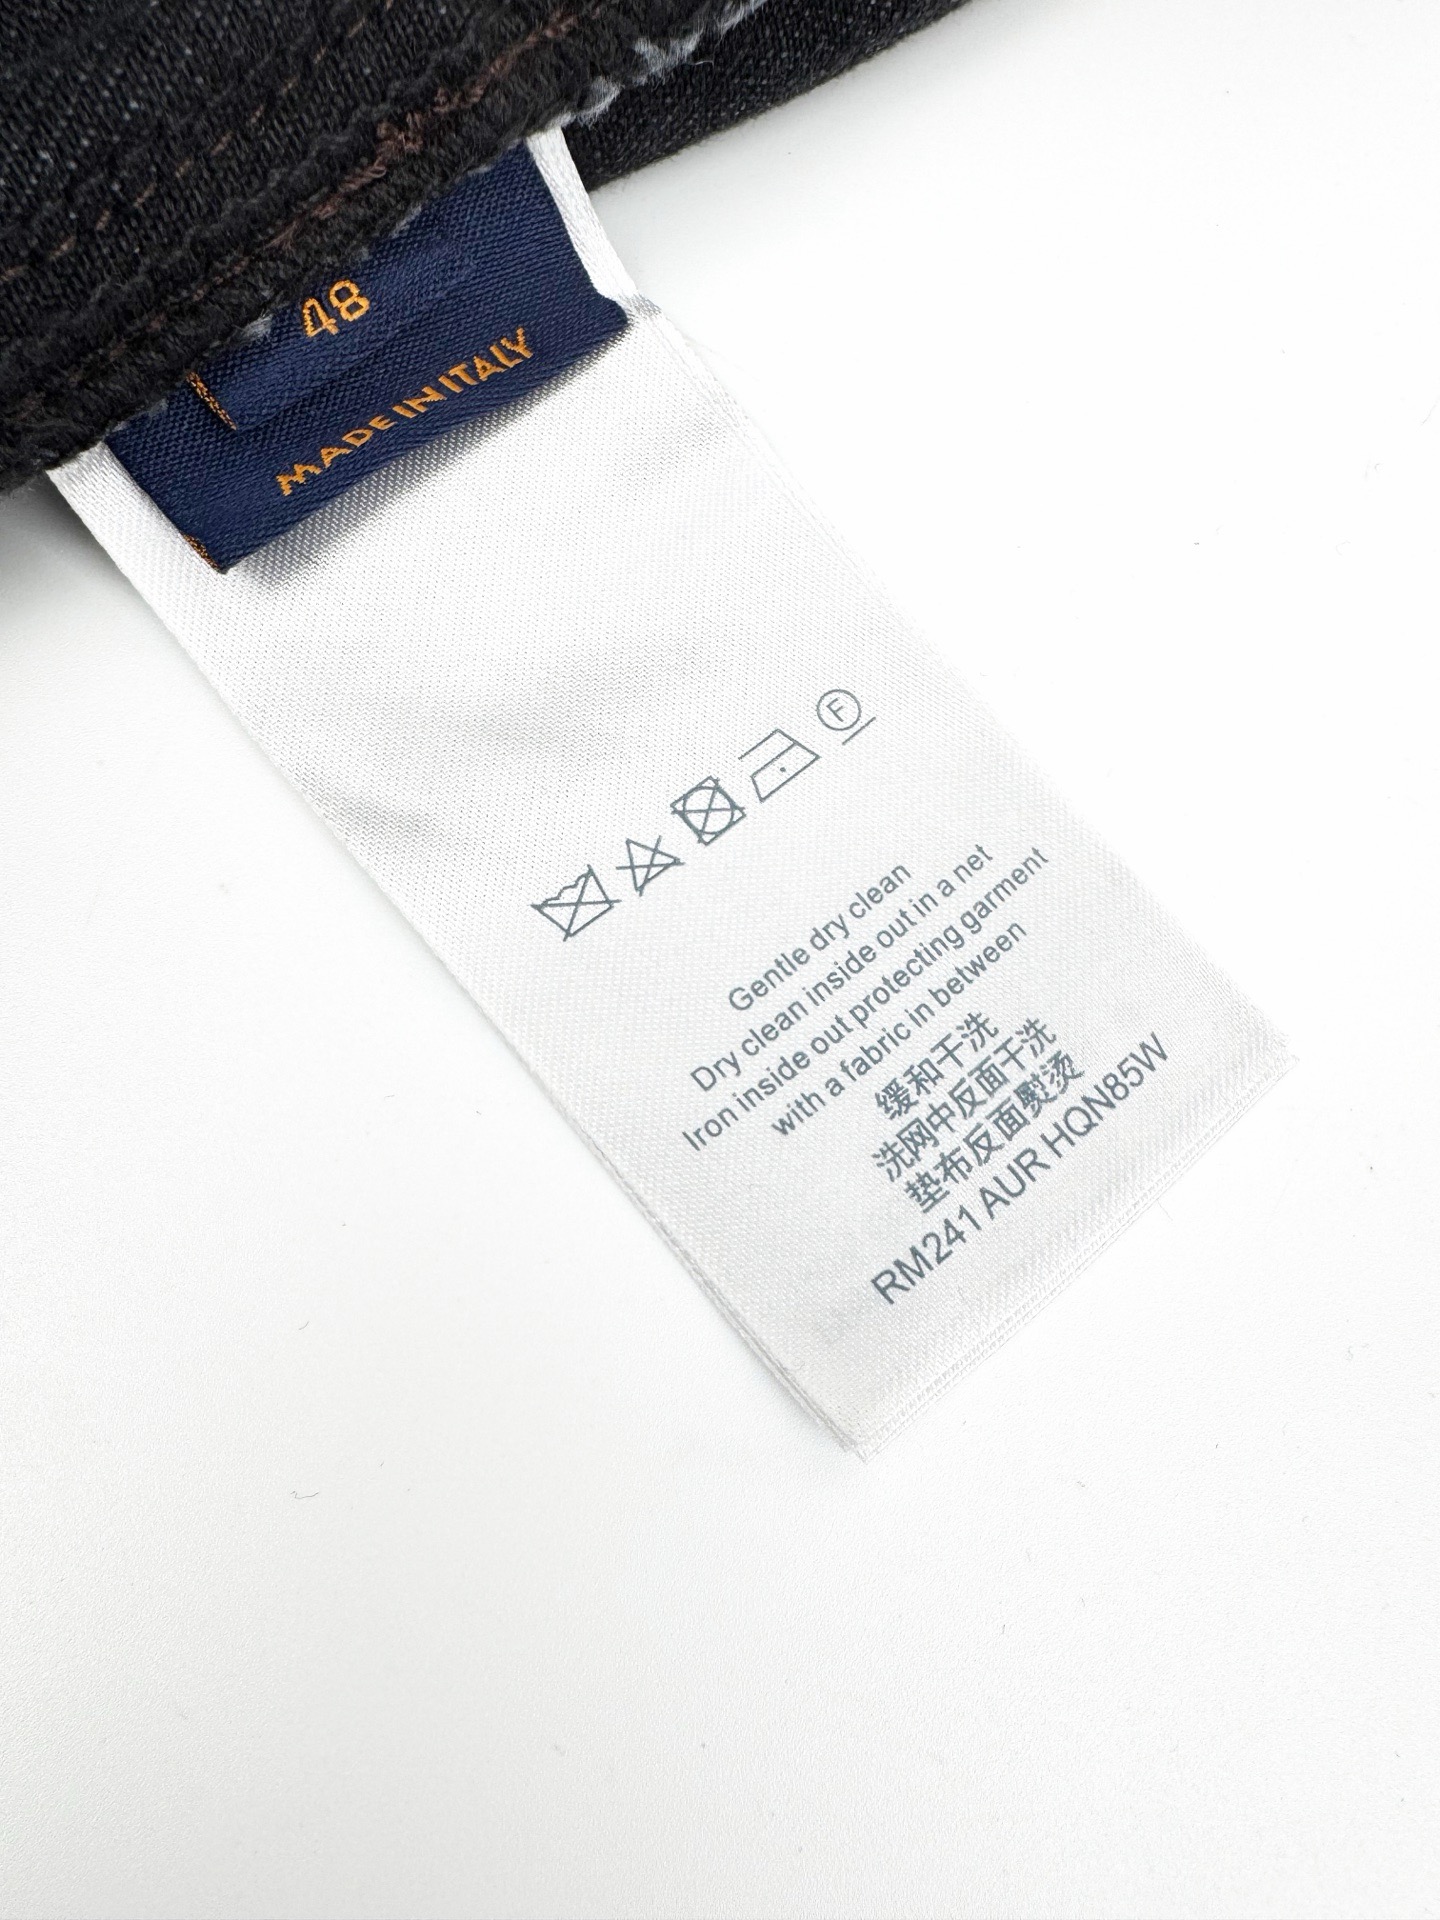 48
MADE IN ITALY
F
Gentle dry clean
Dry clean inside out in a net
Iron inside out protecting garment
with a fabric in between
缓和干洗
洗网中反面干洗
垫布反面熨烫
RM241 AUR HQN85W